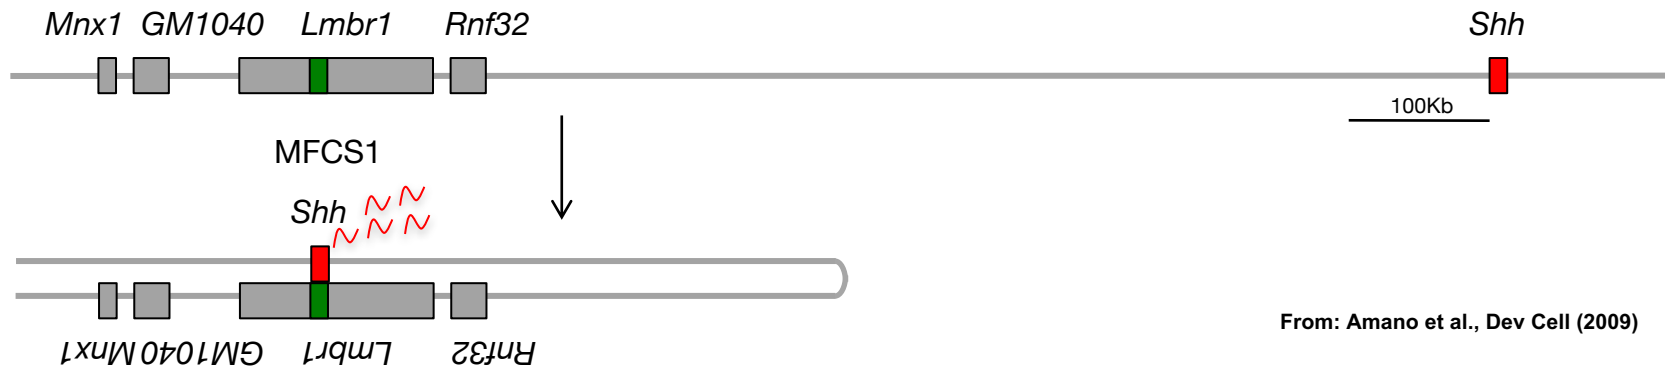 Mnx1 GM1040 Lmbr1 Rnf32 Shh
100Kb
MFCS1
Shh
From: Amano et al., Dev Cell (2009)
Mnx1 GM1040 Lmbr1 Rnf32